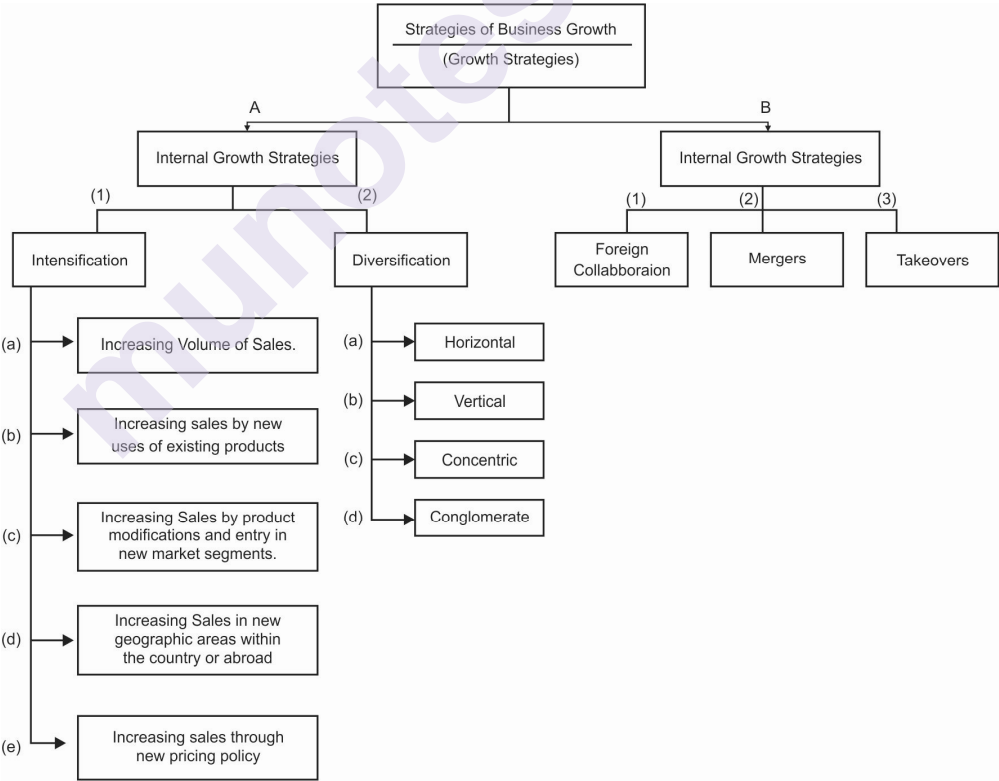 Strategies of Business Growth
(Growth Strategies)
A
B
Internal Growth Strategies
Internal Growth Strategies
(1)
(2)
(1)
(2)
(3)
Intensification
Diversification
Foreign
Collabboraion
Mergers
Takeovers
(a)
Increasing Volume of Sales.
(b)
Increasing sales by new
uses of existing products
(c)
Increasing Sales by product
modifications and entry in
new market segments.
(d)
Increasing Sales in new
geographic areas within
the country or abroad
(e)
Increasing sales through
new pricing policy
(a)
Horizontal
(b)
Vertical
(c)
Concentric
(d)
Conglomerate
munotes